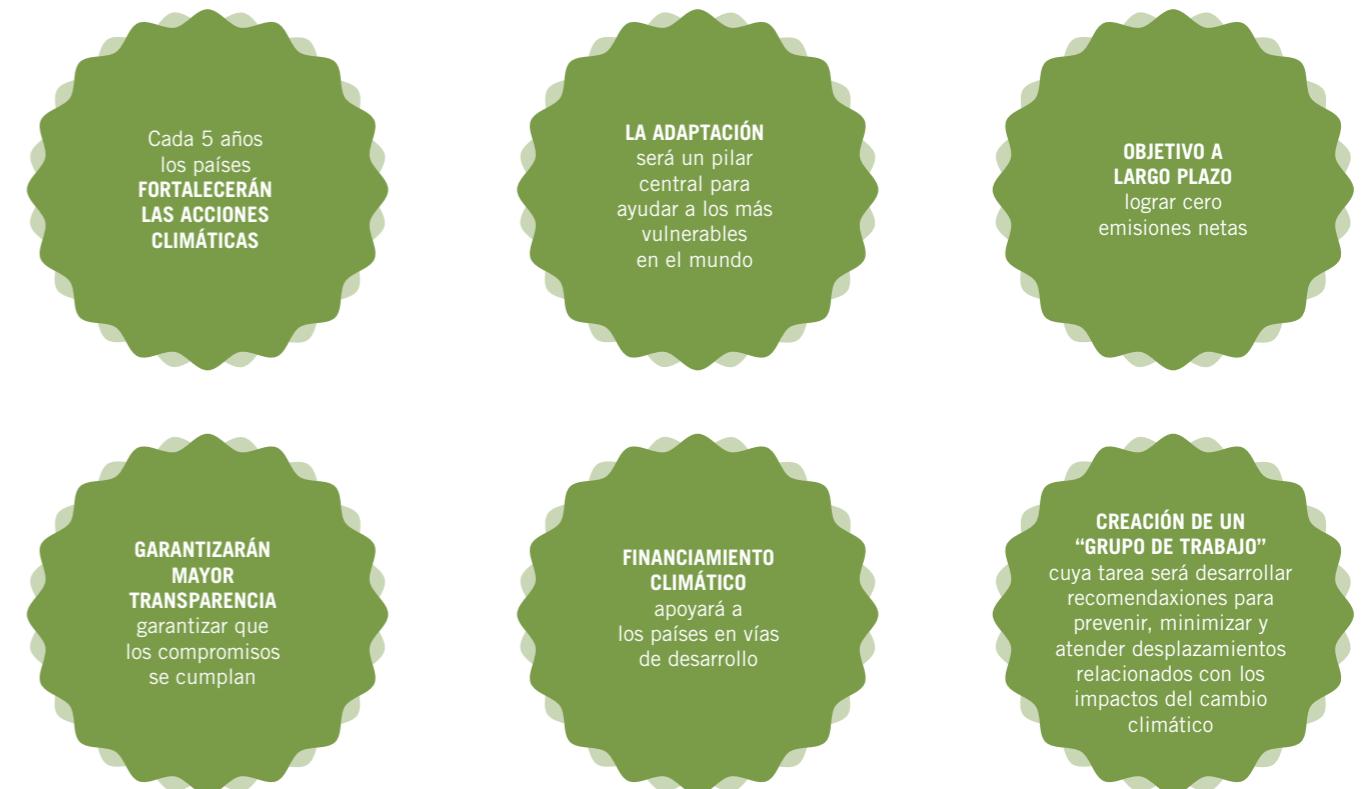 Cada 5 años
los países
FORTALECERÁN
LAS ACCIONES
CLIMÁTICAS
LA ADAPTACIÓN
será un pilar
central para
ayudar a los más
vulnerables
en el mundo
OBJETIVO A
LARGO PLAZO
lograr cero
emisiones netas
GARANTIZARÁN
MAYOR
TRANSPARENCIA
garantizar que
los compromisos
se cumplan
FINANCIAMIENTO
CLIMÁTICO
apoyará a
los países en vías
de desarrollo
CREACIÓN DE UN
“GRUPO DE TRABAJO”
cuya tarea será desarrollar
recomendaxiones para
prevenir, minimizar y
atender desplazamientos
relacionados con los
impactos del cambio
climático